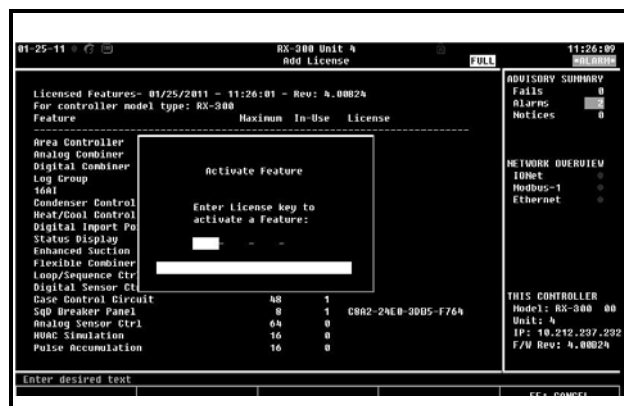 01-25-11 RX-300 Unit 4 11:26:09
Add License FULL *ALARM*
ADVISORY SUMMARY
Licensed Features- 01/25/2011 - 11:26:01 - Rev: 4.00B24 Fails 0
For controller model type: RX-300 Alarms 2
Feature Maximum In-Use License Notices 0
Area Controller
Analog Combiner
Digital Combiner Activate Feature NETWORK OVERVIEW
Log Group IONet
16AI Modbus-1
Condenser Control Enter License key to Ethernet
Heat/Cool Control activate a Feature:
Digital Import Po
Status Display - - -
Enhanced Suction
Flexible Combiner
Loop/Sequence Ctr
Digital Sensor Ct
Case Control Circuit 48 1 THIS CONTROLLER
SqD Breaker Panel 8 1 C8A2-24E0-3DB5-F764 Model: RX-300 00
Analog Sensor Ctrl 64 0 Unit: 4
HVAC Simulation 16 0 IP: 10.212.237.232
Pulse Accumulation 16 0 F/W Rev: 4.00B24
Enter desired text
CANCEL